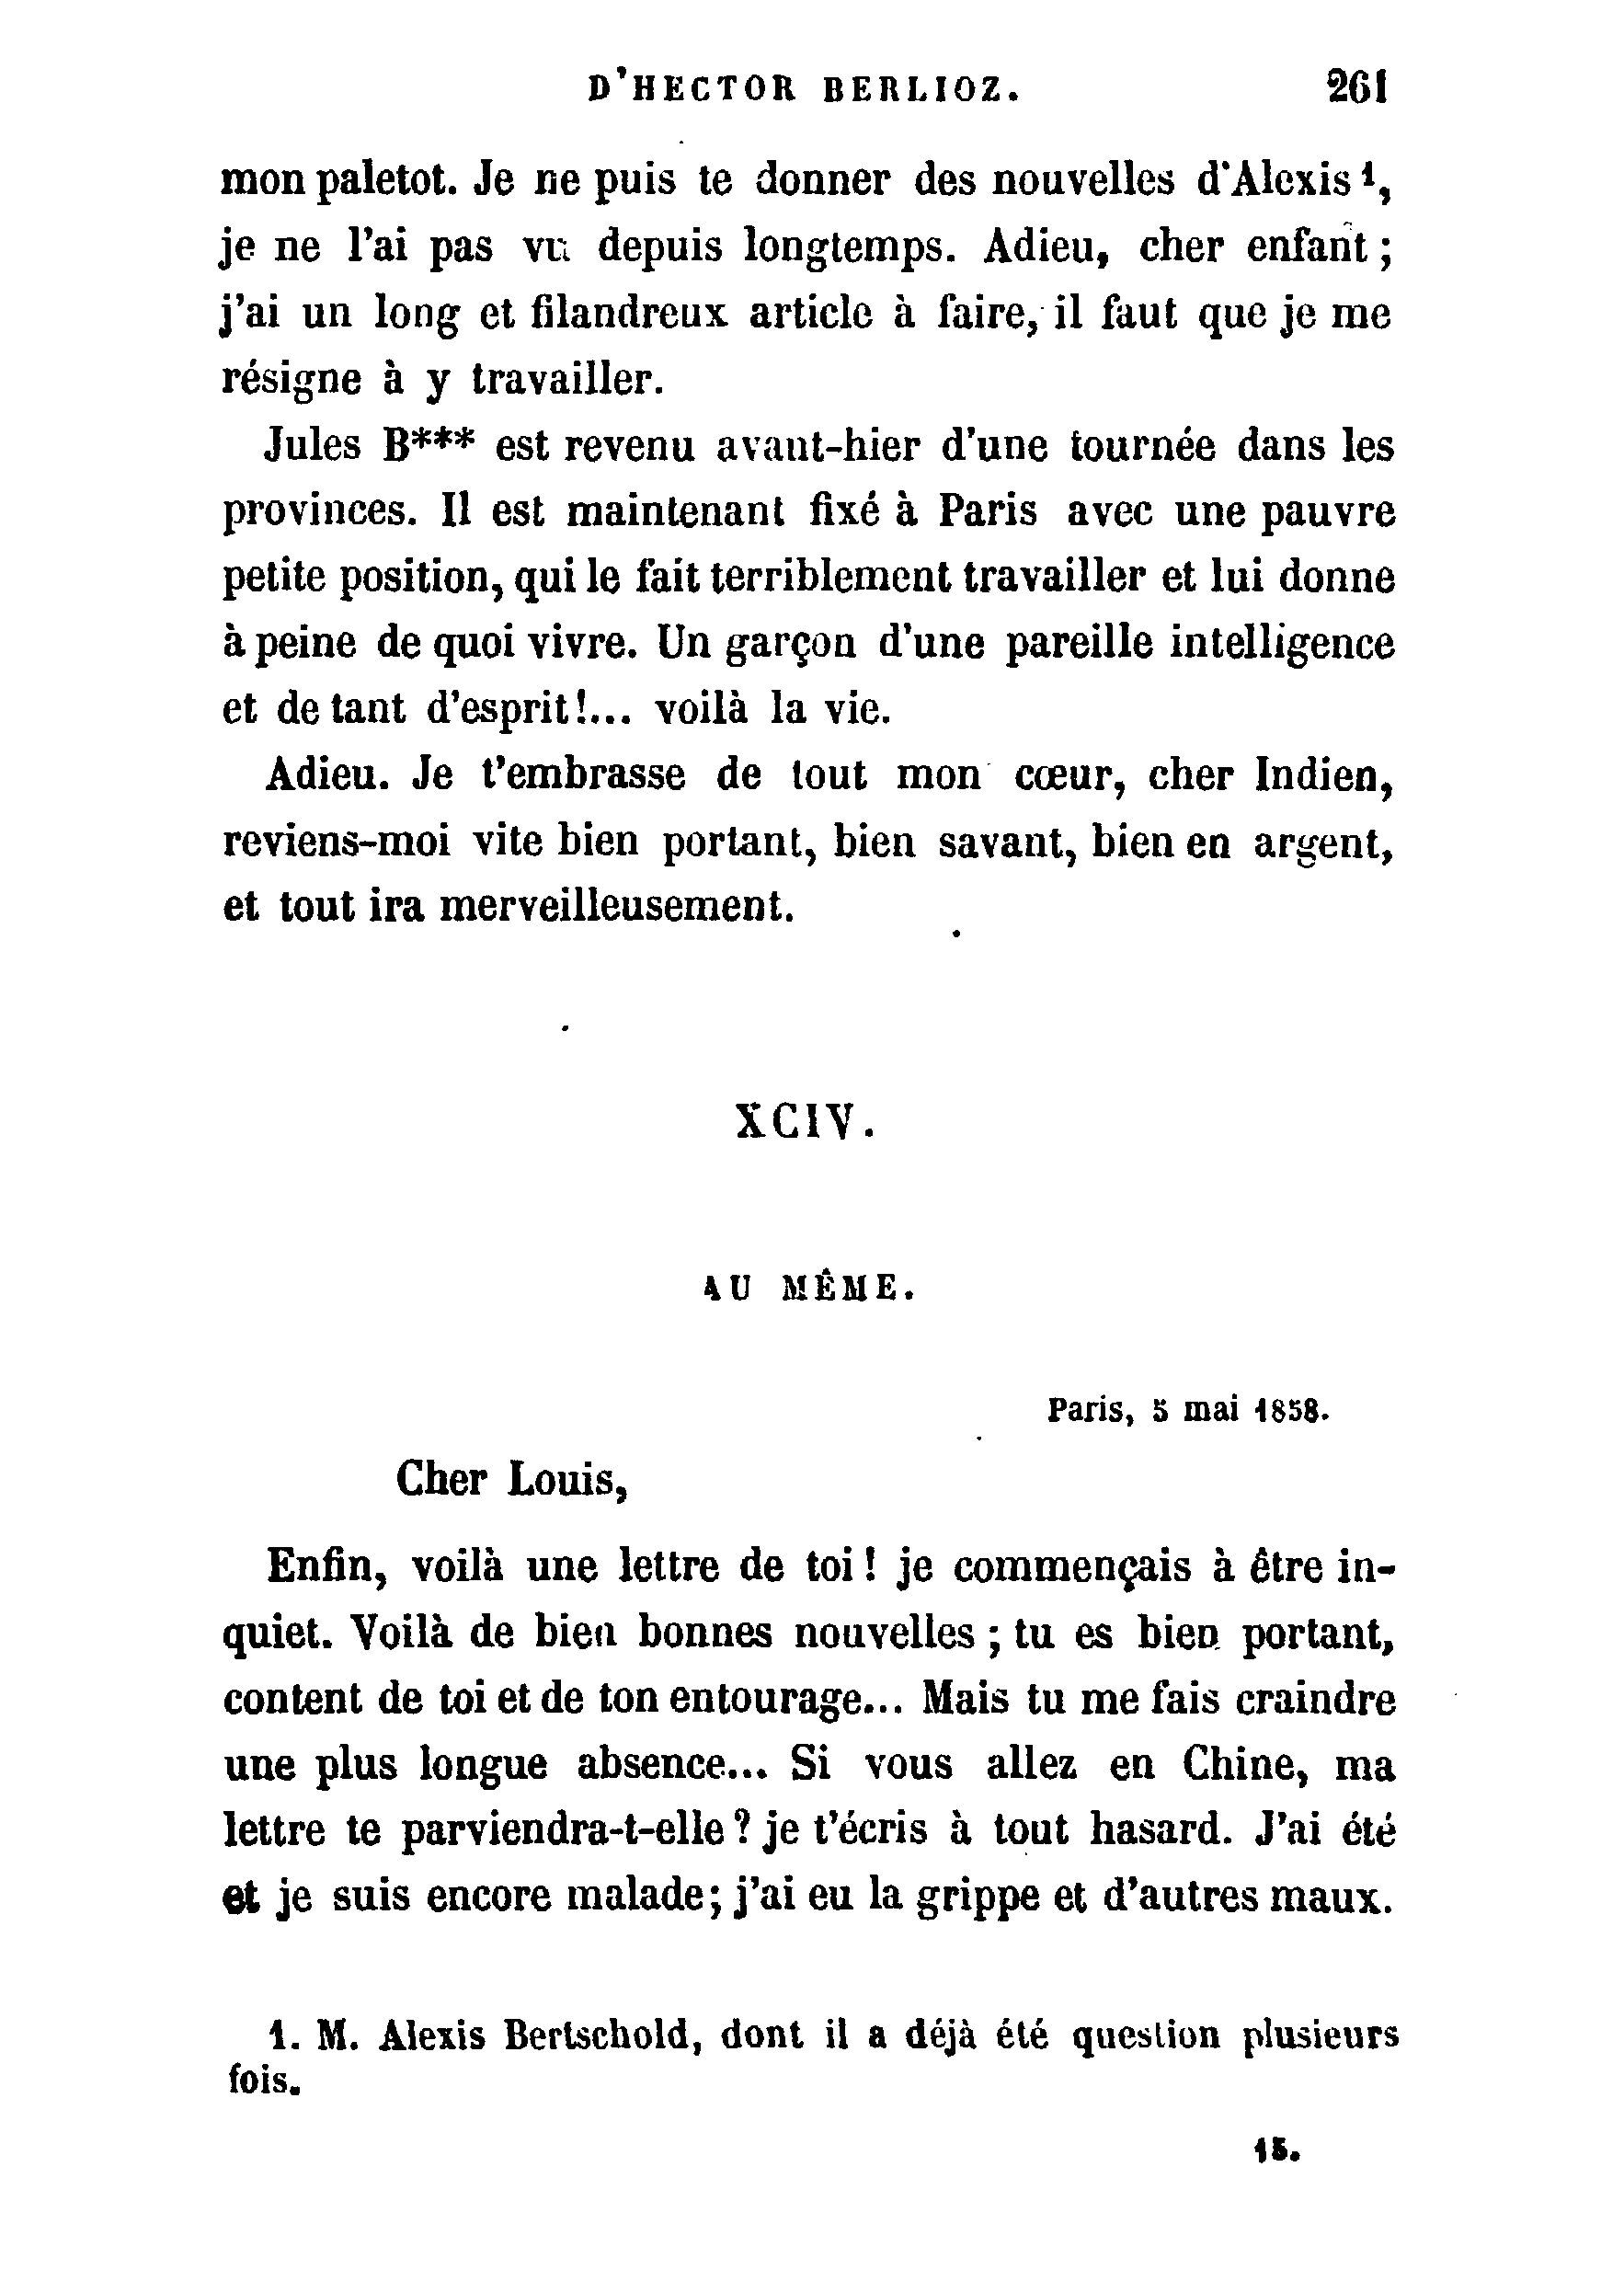 D'HECTOR BERLIOZ. 261
mon paletot. Je ne puis te donner des nouvelles d'Alexis¹,
je ne l'ai pas vu depuis longtemps. Adieu, cher enfant ;
j'ai un long et filandreux article à faire, il faut que je me
résigne à y travailler.
Jules B*** est revenu avant-hier d'une tournée dans les
provinces. Il est maintenant fixé à Paris avec une pauvre
petite position, qui le fait terriblement travailler et lui donne
à peine de quoi vivre. Un garçon d'une pareille intelligence
et de tant d'esprit!... voilà la vie.
Adieu. Je t'embrasse de tout mon cœur, cher Indien,
reviens-moi vite bien portant, bien savant, bien en argent,
et tout ira merveilleusement.
XCIV.
AU MÊME.
Paris, 5 mai 1858.
Cher Louis,
Enfin, voilà une lettre de toi ! je commençais à être in-
quiet. Voilà de bien bonnes nouvelles ; tu es bien portant,
content de toi et de ton entourage... Mais tu me fais craindre
une plus longue absence... Si vous allez en Chine, ma
lettre te parviendra-t-elle ? je t'écris à tout hasard. J'ai été
et je suis encore malade; j'ai eu la grippe et d'autres maux.
1. M. Alexis Bertschold, dont il a déjà été question plusieurs
fois.
15.